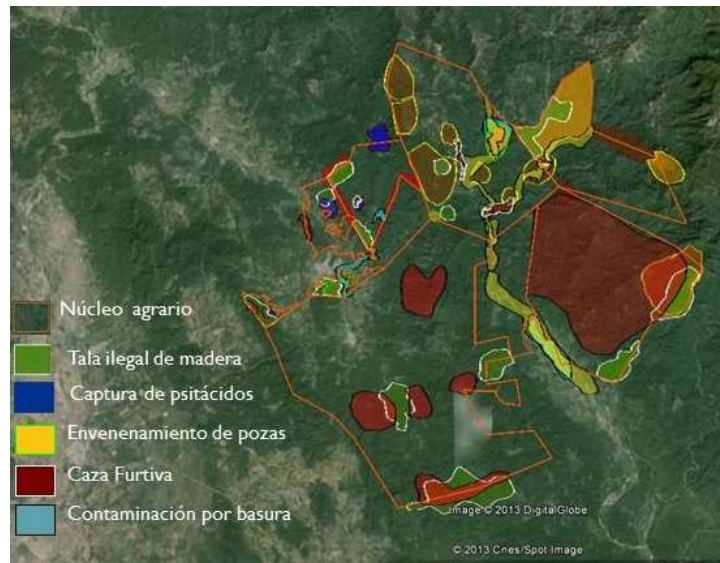 Núcleo agrario
Tala ilegal de madera
Captura de psitácidos
Envenenamiento de pozas
Caza Furtiva
Contaminación por basura
Image © 2013 DigitalGlobe
© 2013 Cnes/Spot Image